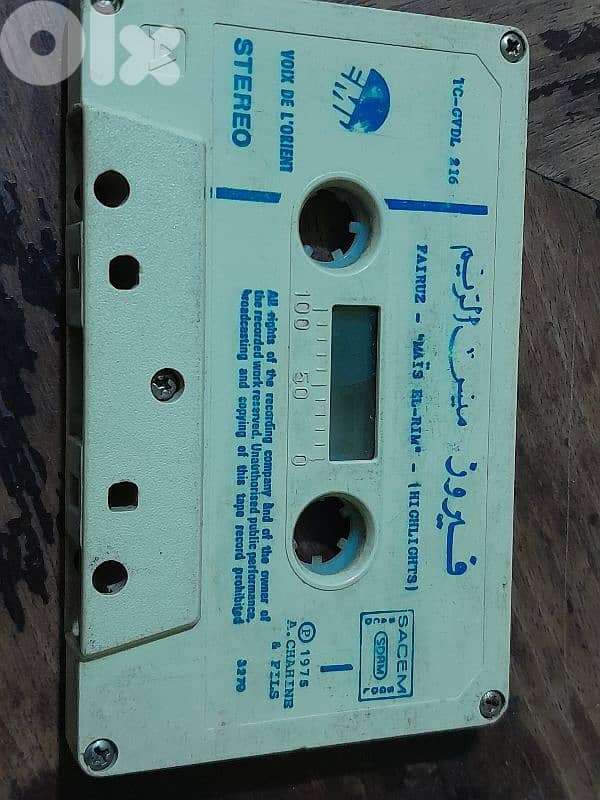 olx
A
STEREO
VOIX DE L'ORIENT
TC-GVDL 216
فيروز ميس الريم
FAIRUZ - "MAÏS EL-RIM" - (HIGHLIGHTS)
100 50 0
SACEM
SDRM
1
℗ 1975
A.CHAHINE
& FILS
3270
All rights of the recording company and of the owner of
the recorded work reserved. Unauthorised public performance,
broadcasting and copying of this tape record prohibited